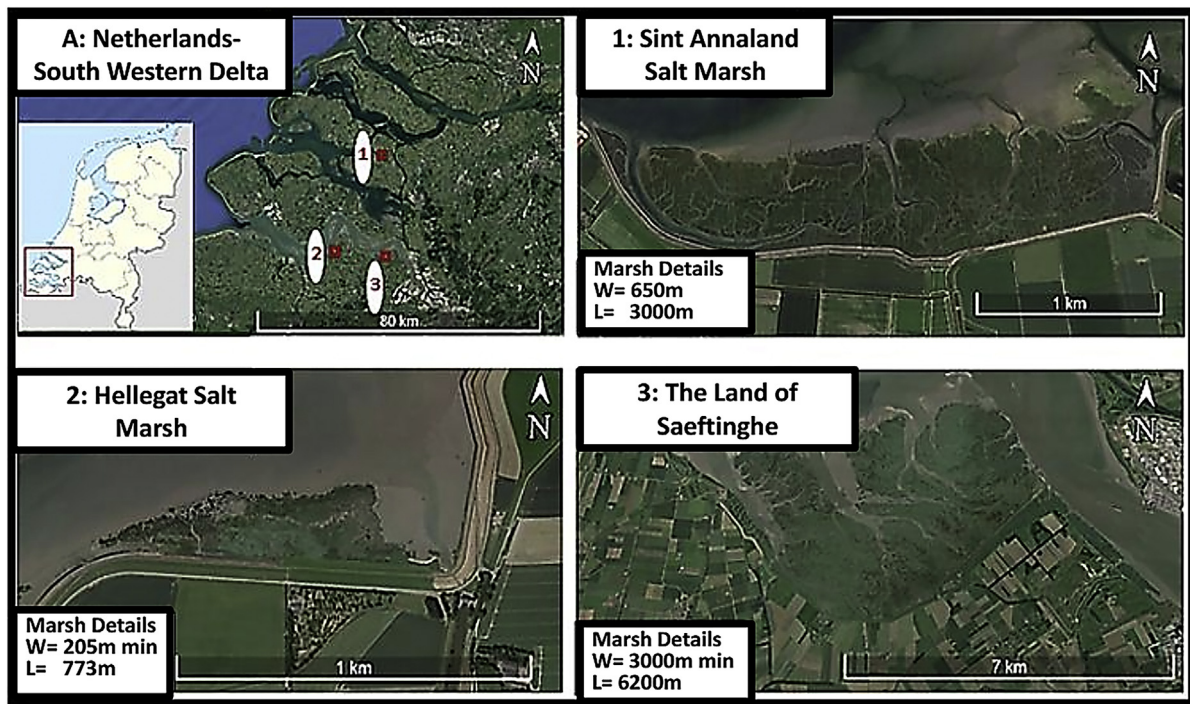 A: Netherlands-
South Western Delta
N
1
2
3
80 km
1: Sint Annaland
Salt Marsh
N
Marsh Details
W= 650m
L= 3000m
1 km
2: Hellegat Salt
Marsh
N
Marsh Details
W= 205m min
L= 773m
1 km
3: The Land of
Saeftinghe
N
Marsh Details
W= 3000m min
L= 6200m
7 km